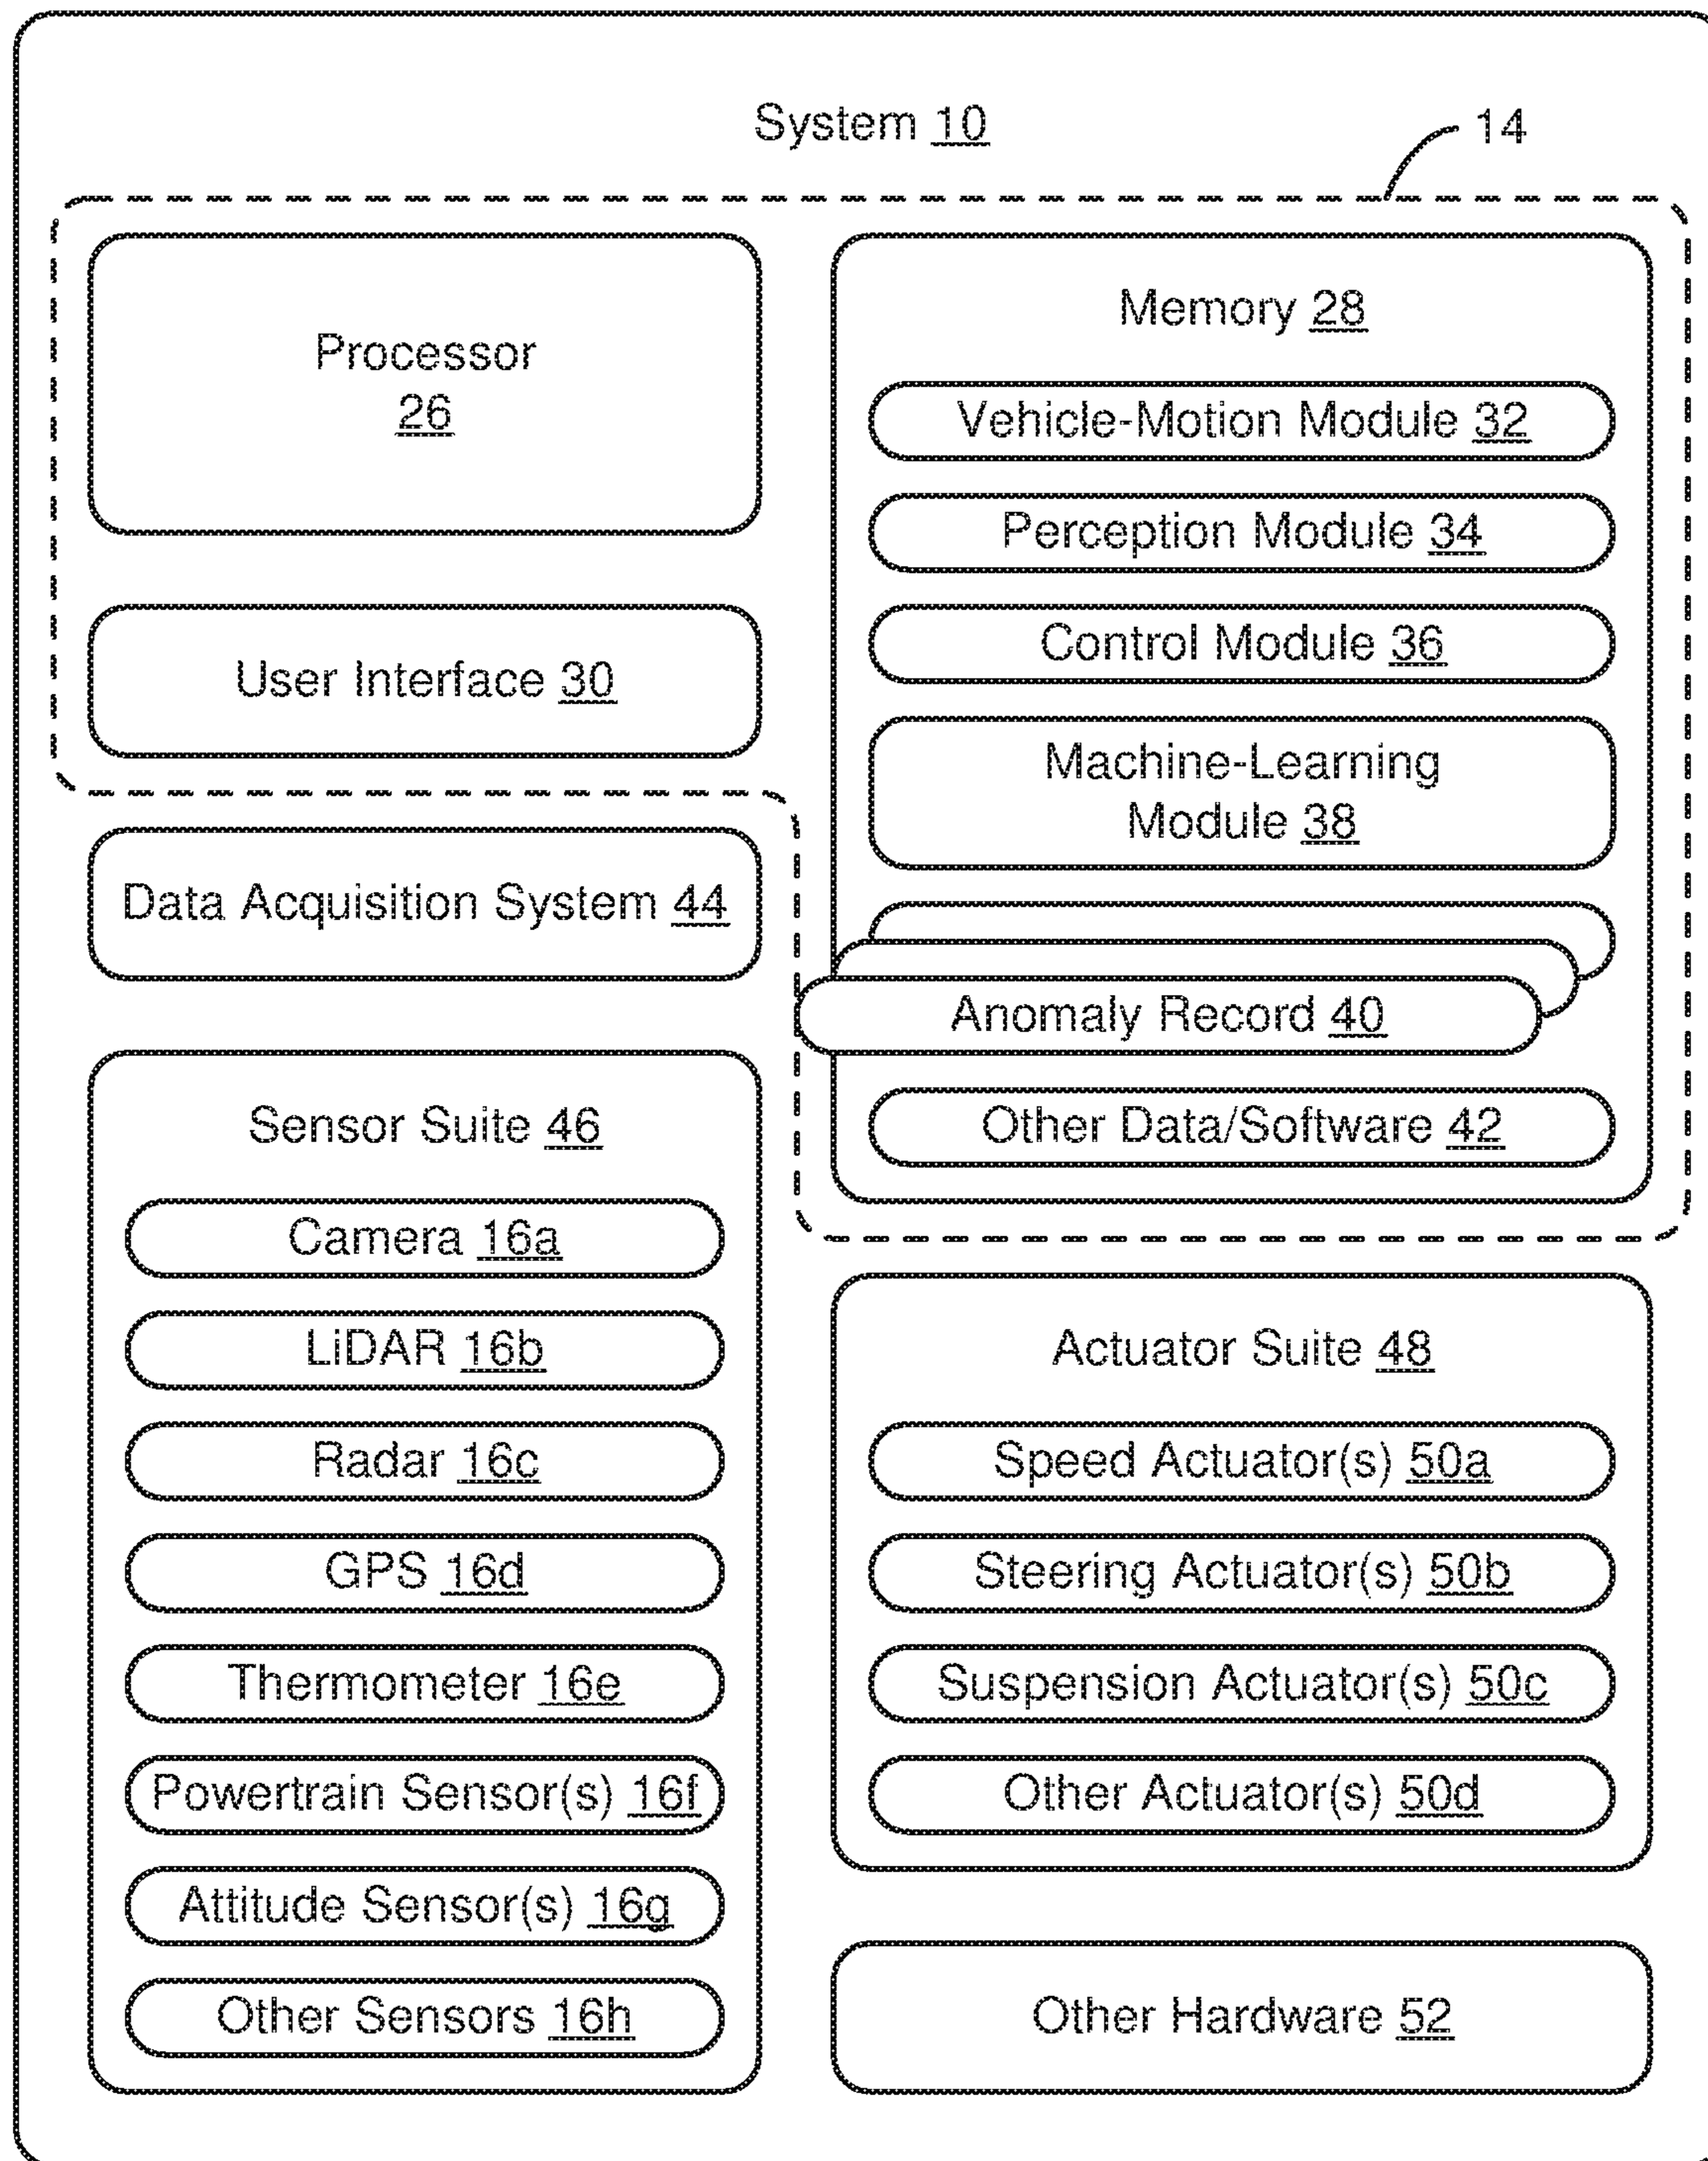 System 10
14
Processor
26
User Interface 30
Memory 28
Vehicle-Motion Module 32
Perception Module 34
Control Module 36
Machine-Learning
Module 38
Anomaly Record 40
Other Data/Software 42
Data Acquisition System 44
Sensor Suite 46
Camera 16a
LiDAR 16b
Radar 16c
GPS 16d
Thermometer 16e
Powertrain Sensor(s) 16f
Attitude Sensor(s) 16g
Other Sensors 16h
Actuator Suite 48
Speed Actuator(s) 50a
Steering Actuator(s) 50b
Suspension Actuator(s) 50c
Other Actuator(s) 50d
Other Hardware 52